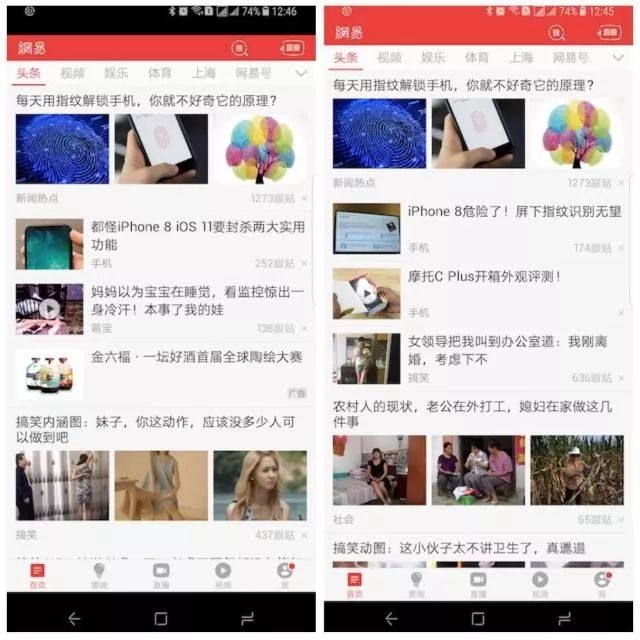 74% 12:46
網易
搜
直播
头条 视频 娱乐 体育 上海 网易号
每天用指纹解锁手机，你就不好奇它的原理？
新闻热点 1273跟贴
都怪iPhone 8 iOS 11要封杀两大实用
功能
手机 252跟贴
妈妈以为宝宝在睡觉，看监控惊出一
身冷汗！本事了我的娃
萌宝 138跟贴
金六福·一坛好酒首届全球陶绘大赛
广告
搞笑内涵图：妹子，你这动作，应该没多少人可
以做到吧
搞笑 437跟贴
首页 要闻 直播 视频 我
74% 12:45
網易
搜
直播
头条 视频 娱乐 体育 上海 网易号
每天用指纹解锁手机，你就不好奇它的原理？
新闻热点 1273跟贴
iPhone 8危险了！屏下指纹识别无望
手机 174跟贴
摩托C Plus开箱外观评测！
手机
女领导把我叫到办公室道：我刚离
婚，考虑下不
搞笑 636跟贴
农村人的现状，老公在外打工，媳妇在家做这几
件事
社会 65跟贴
搞笑动图：这小伙子太不讲卫生了，真邋遢
首页 要闻 直播 视频 我